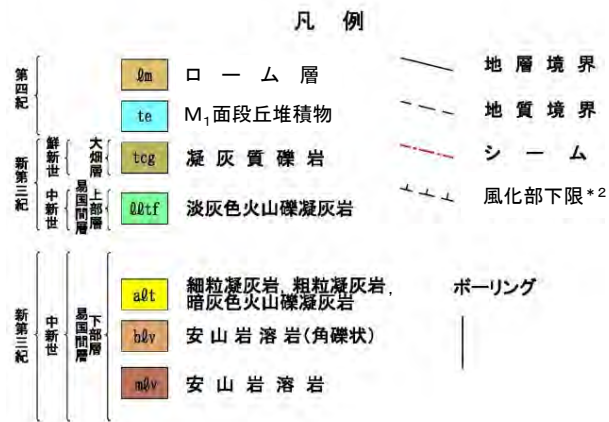 凡例
第四紀
ℓm ローム層
te M₁面段丘堆積物
新第三紀 鮮新世 大畑層
tcg 凝灰質礫岩
中新世 易国間層 上部層
ℓℓtf 淡灰色火山礫凝灰岩
新第三紀 中新世 易国間層 下部層
aℓt 細粒凝灰岩, 粗粒凝灰岩,
暗灰色火山礫凝灰岩
bℓv 安山岩溶岩(角礫状)
mℓv 安山岩溶岩
地層境界
地質境界
シーム
風化部下限*2
ボーリング